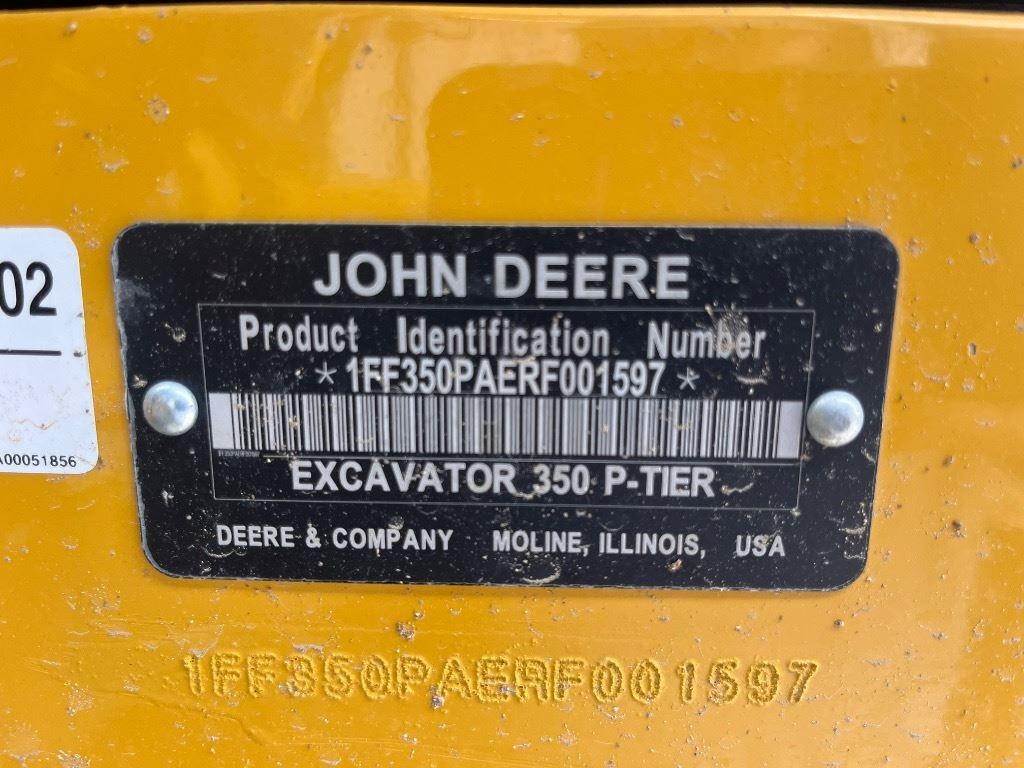 02
JOHN DEERE
Product Identification Number
* 1FF350PAERF001597 *
A00051856
EXCAVATOR 350 P-TIER
DEERE & COMPANY MOLINE, ILLINOIS, USA
1FF350PAERF001597